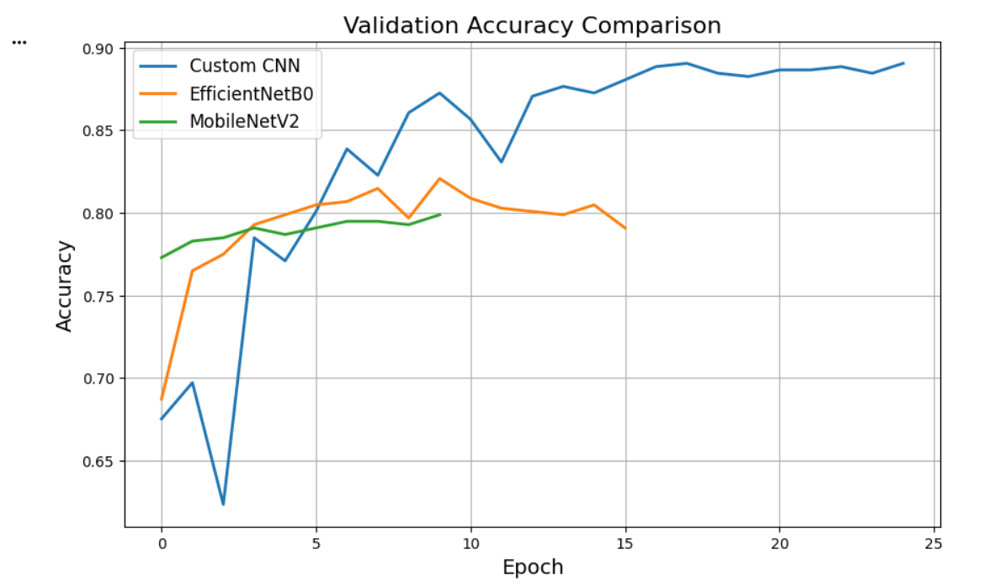 Validation Accuracy Comparison
...
0.90
Custom CNN
EfficientNetB0
MobileNetV2
0.85
0.80
0.75
0.70
0.65
Accuracy
0 5 10 15 20 25
Epoch